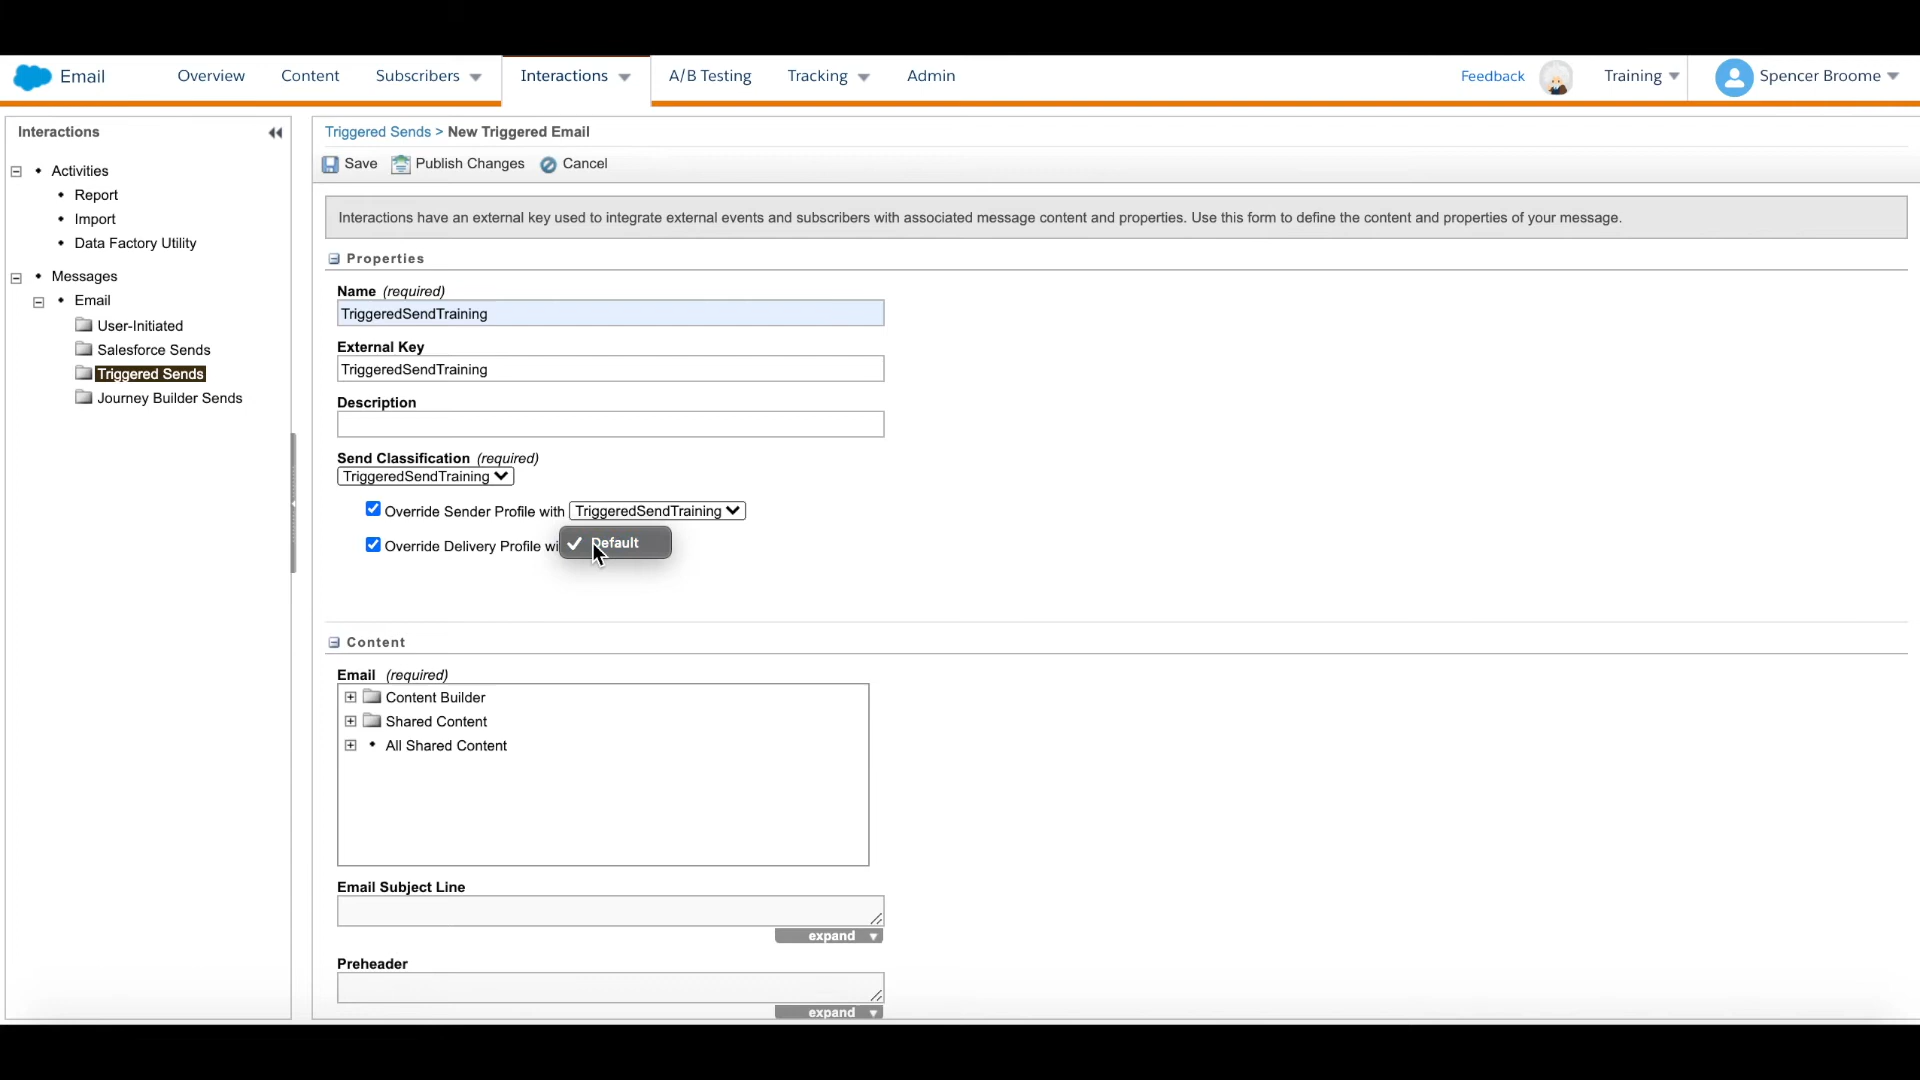 Email
Overview
Content
Subscribers
Interactions
A/B Testing
Tracking
Admin
Feedback
Training
Spencer Broome
Interactions
Activities
Report
Import
Data Factory Utility
Messages
Email
User-Initiated
Salesforce Sends
Triggered Sends
Journey Builder Sends
Triggered Sends > New Triggered Email
Save
Publish Changes
Cancel
Interactions have an external key used to integrate external events and subscribers with associated message content and properties. Use this form to define the content and properties of your message.
Properties
Name (required)
TriggeredSendTraining
External Key
TriggeredSendTraining
Description
Send Classification (required)
TriggeredSendTraining
Override Sender Profile with TriggeredSendTraining
Override Delivery Profile wi
Default
Content
Email (required)
Content Builder
Shared Content
All Shared Content
Email Subject Line
expand
Preheader
expand